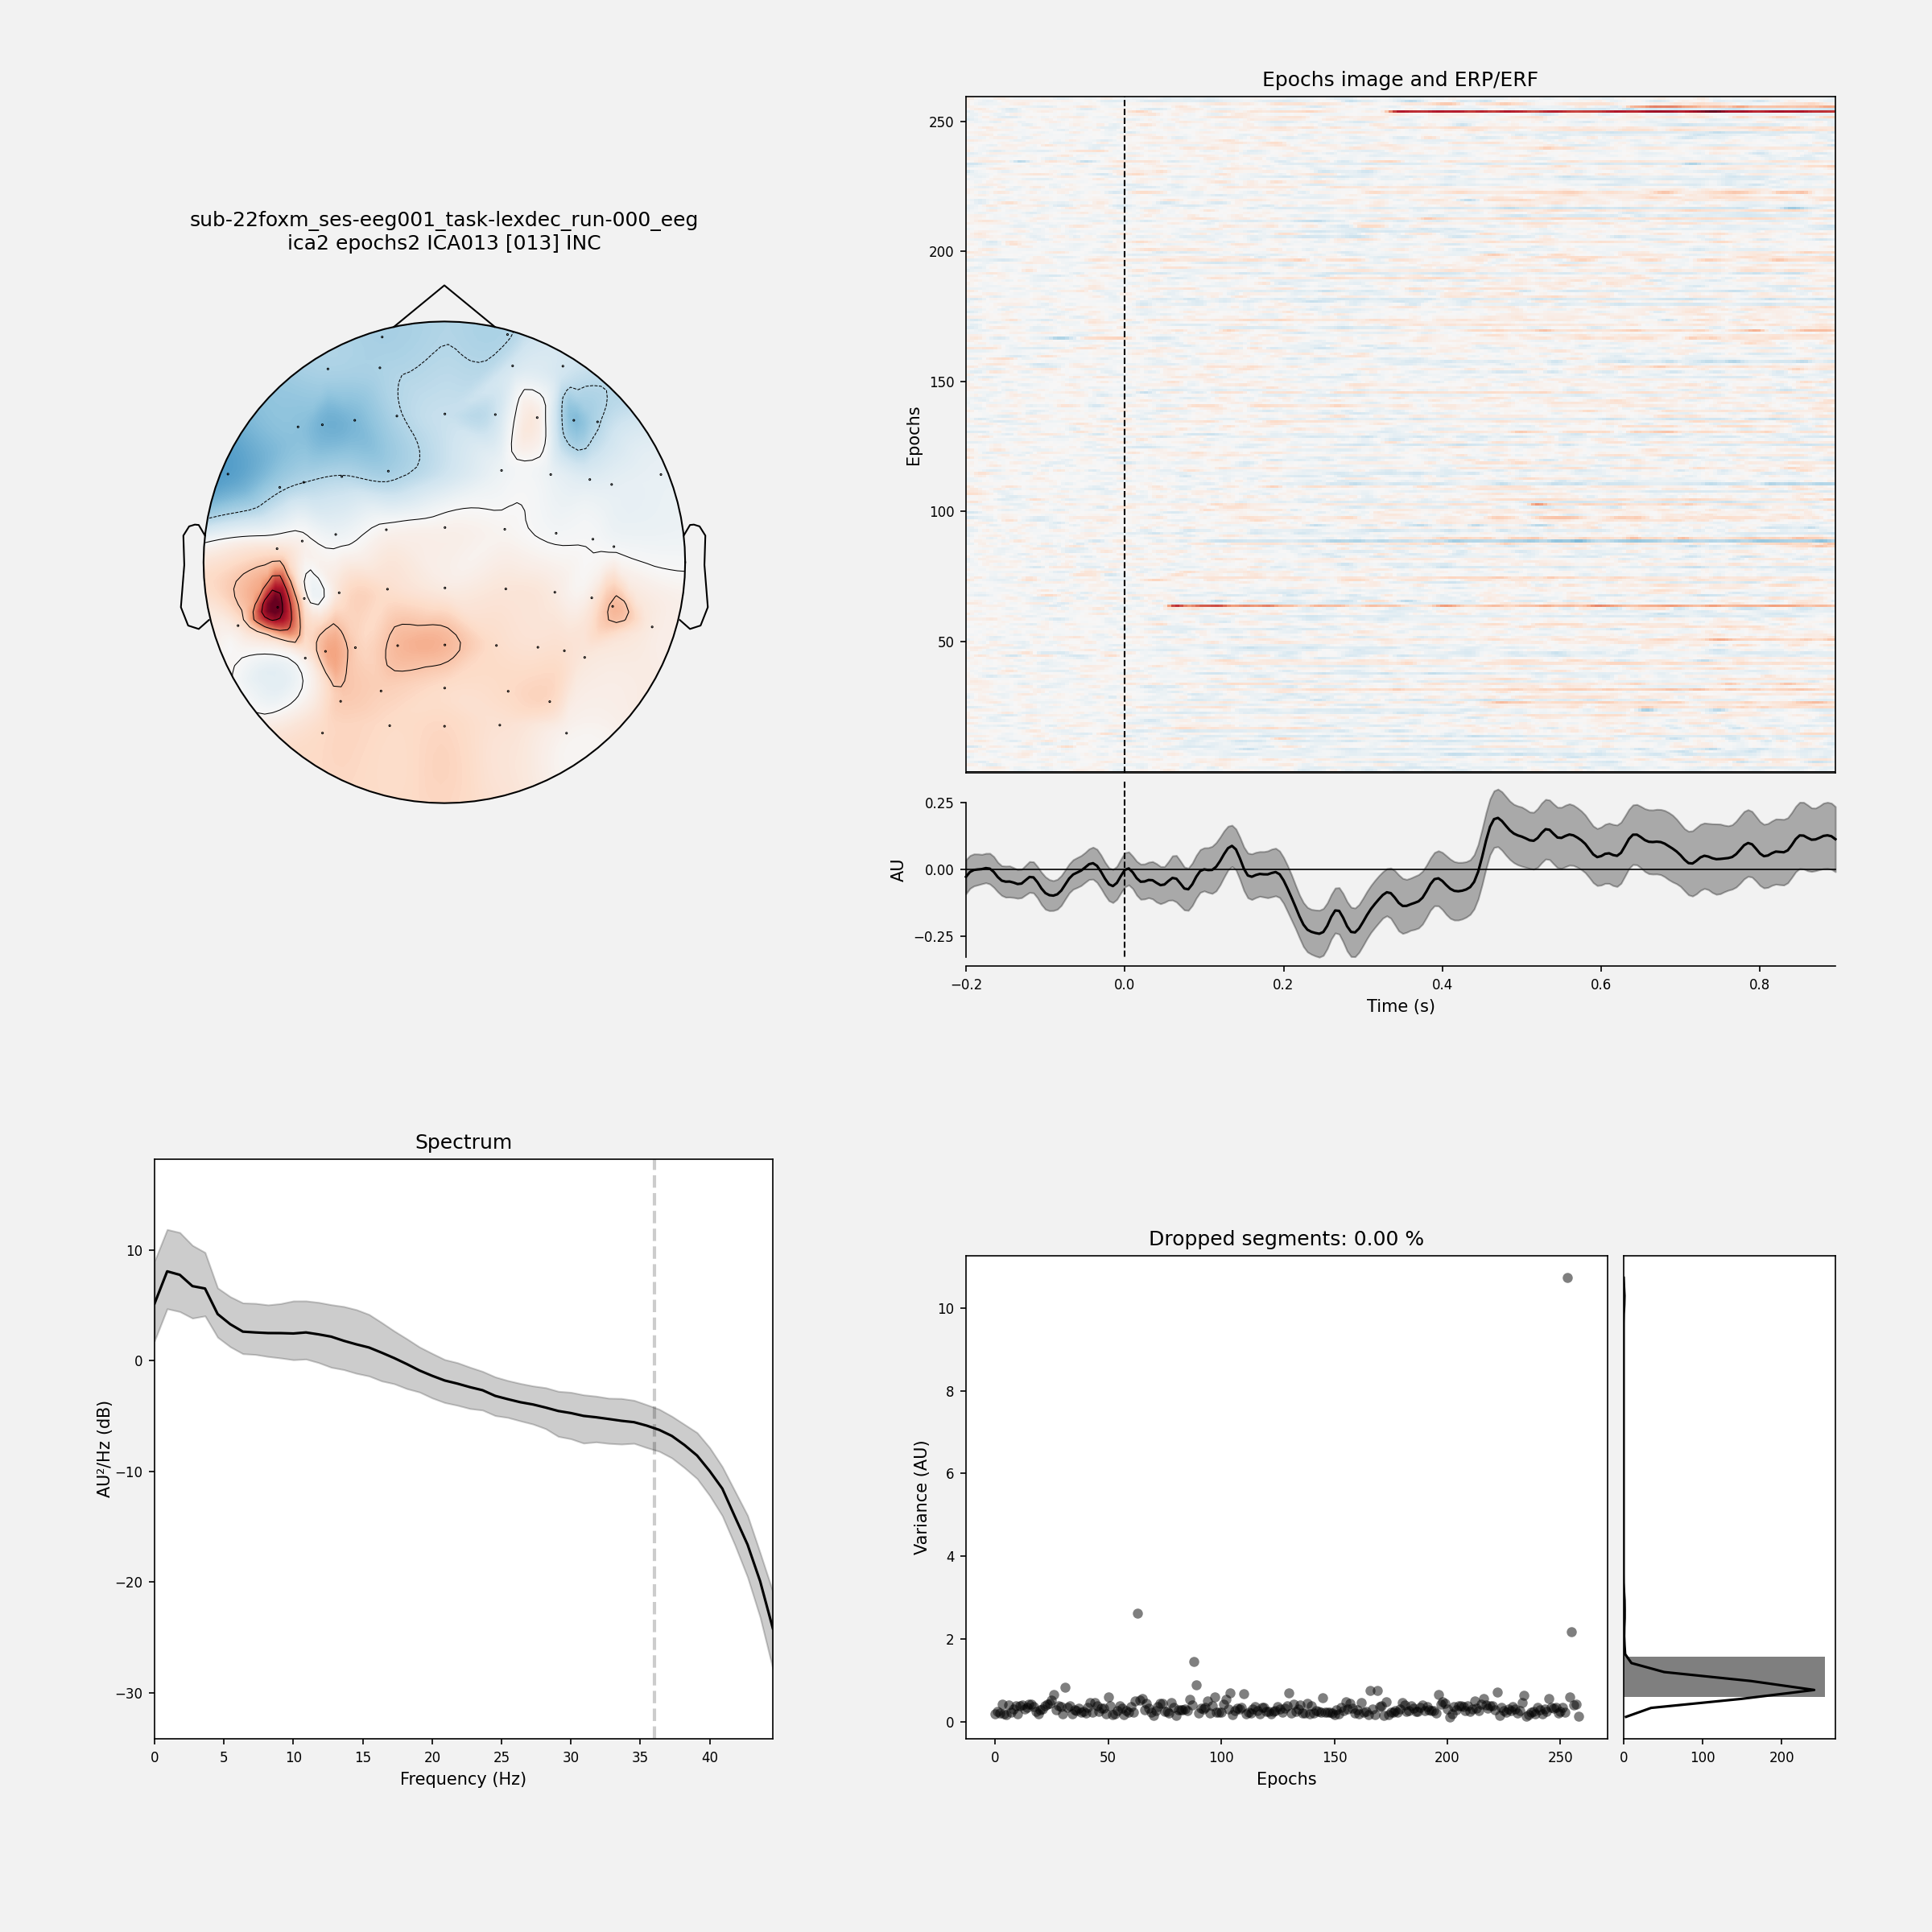 Epochs image and ERP/ERF
sub-22foxm_ses-eeg001_task-lexdec_run-000_eeg
ica2 epochs2 ICA013 [013] INC
250
200
150
100
50
Epochs
0.25
0.00
−0.25
AU
−0.2 0.0 0.2 0.4 0.6 0.8
Time (s)
Spectrum
10
0
−10
−20
−30
AU²/Hz (dB)
0 5 10 15 20 25 30 35 40
Frequency (Hz)
Dropped segments: 0.00 %
10
8
6
4
2
0
Variance (AU)
0 50 100 150 200 250
Epochs
0 100 200